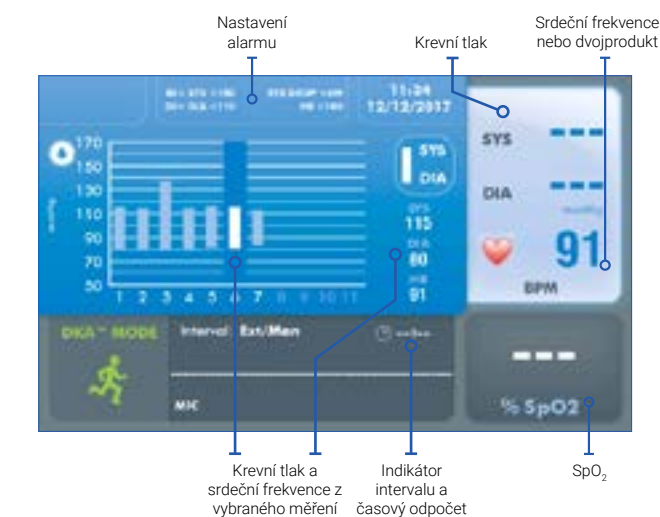 Nastavení
alarmu
Krevní tlak
Srdeční frekvence
nebo dvojprodukt
11:34
12/12/2017
170
150
130
110
90
70
50
1 2 3 4 5 6 7 8 9 10 11
SYS
DIA
SYS
115
DIA
80
HR
91
SYS ---
DIA ---
91
BPM
DKA™ MODE
Interval: Ext/Man
--:--
MIC
---
% SpO2
Krevní tlak a
srdeční frekvence z
vybraného měření
Indikátor
intervalu a
časový odpočet
SpO₂